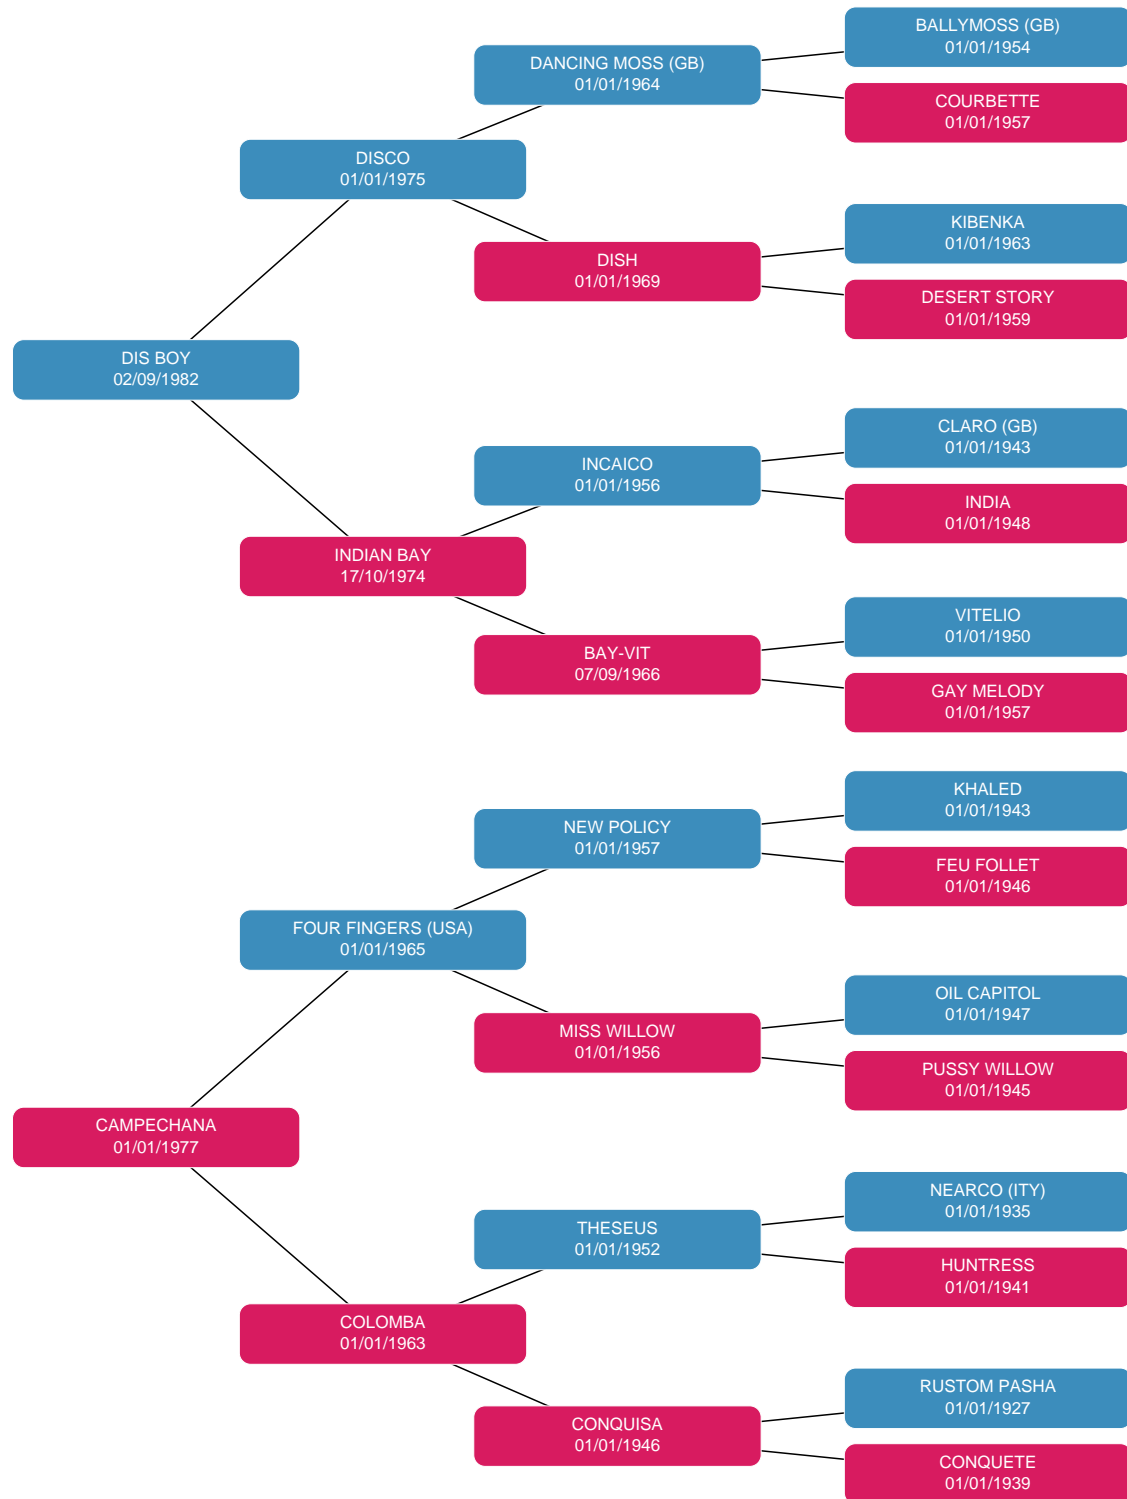 BALLYMOSS (GB)
01/01/1954
DANCING MOSS (GB)
01/01/1964
COURBETTE
01/01/1957
DISCO
01/01/1975
KIBENKA
01/01/1963
DISH
01/01/1969
DESERT STORY
01/01/1959
DIS BOY
02/09/1982
CLARO (GB)
01/01/1943
INCAICO
01/01/1956
INDIA
01/01/1948
INDIAN BAY
17/10/1974
VITELIO
01/01/1950
BAY-VIT
07/09/1966
GAY MELODY
01/01/1957
KHALED
01/01/1943
NEW POLICY
01/01/1957
FEU FOLLET
01/01/1946
FOUR FINGERS (USA)
01/01/1965
OIL CAPITOL
01/01/1947
MISS WILLOW
01/01/1956
PUSSY WILLOW
01/01/1945
CAMPECHANA
01/01/1977
NEARCO (ITY)
01/01/1935
THESEUS
01/01/1952
HUNTRESS
01/01/1941
COLOMBA
01/01/1963
RUSTOM PASHA
01/01/1927
CONQUISA
01/01/1946
CONQUETE
01/01/1939